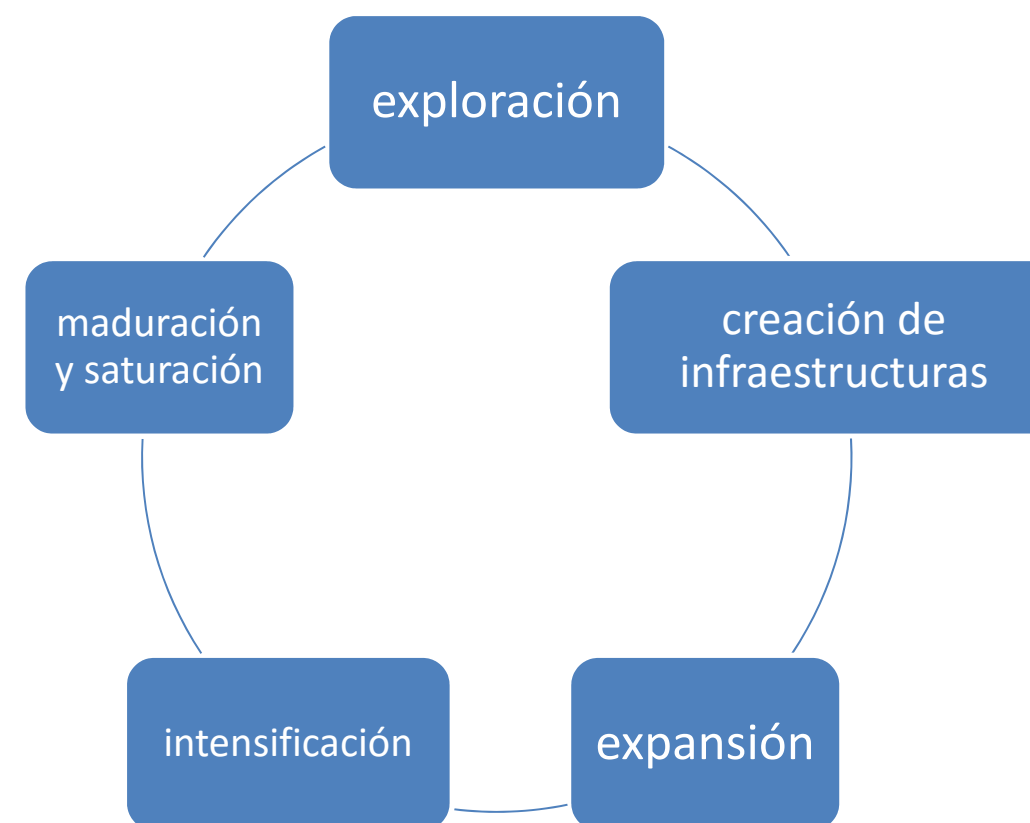 exploración
creación de
infraestructuras
expansión
intensificación
maduración
y saturación